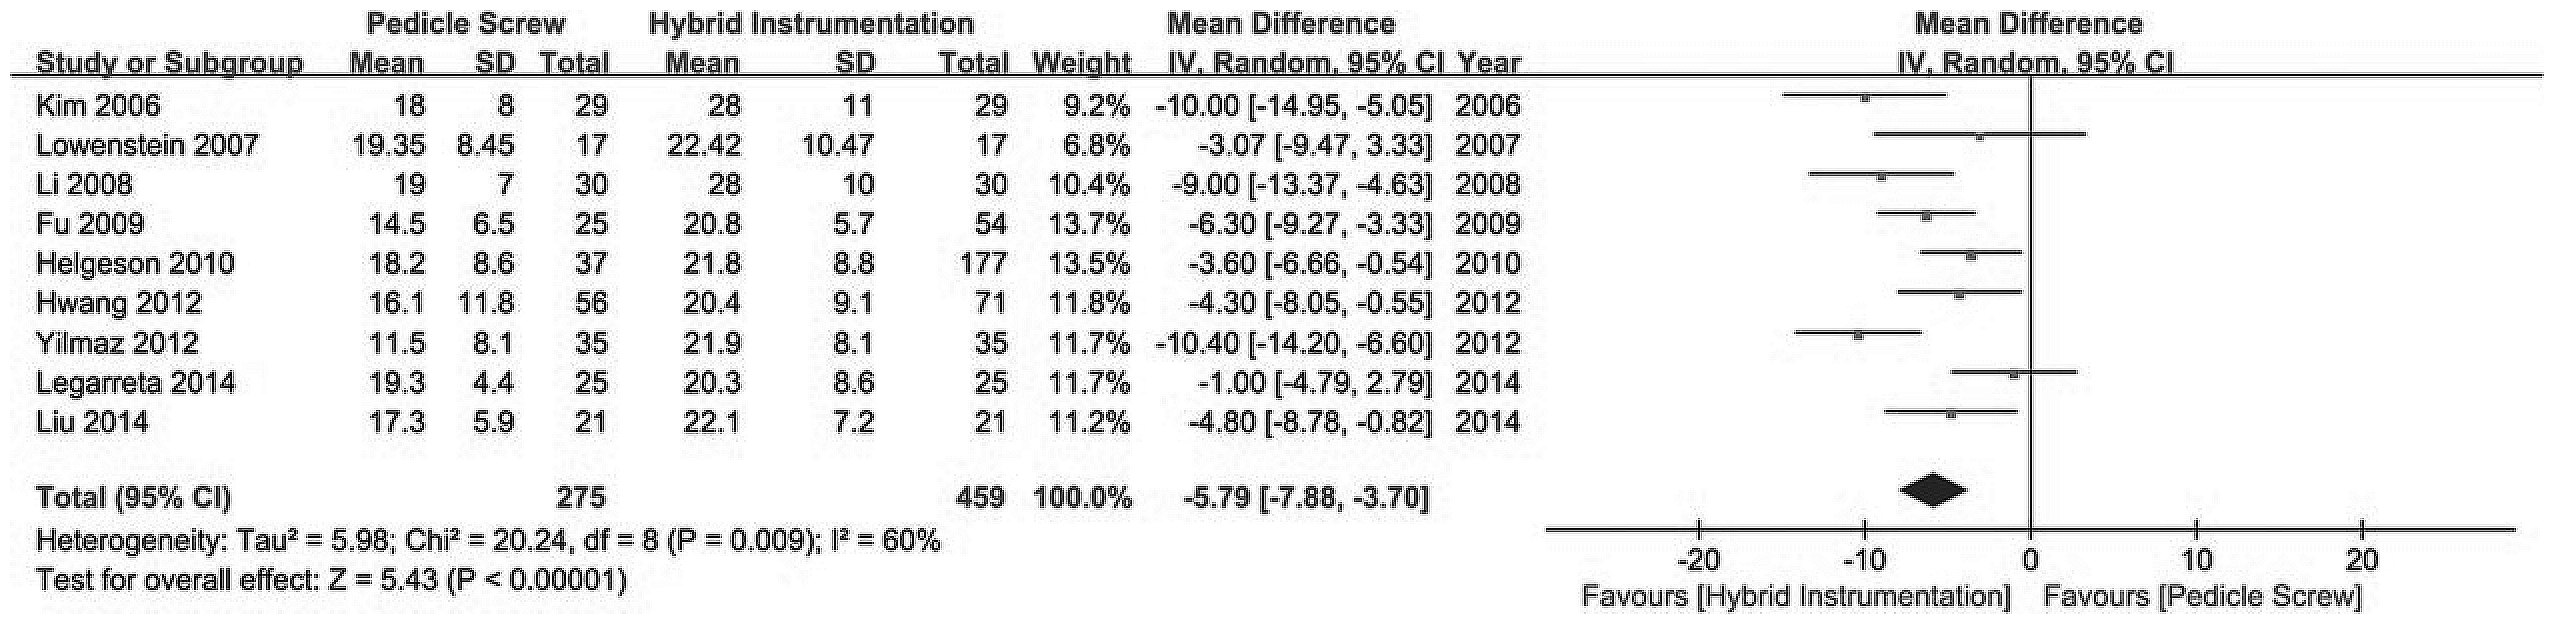 Pedicle Screw Hybrid Instrumentation Mean Difference Mean Difference
Study or Subgroup Mean SD Total Mean SD Total Weight IV, Random, 95% CI Year IV, Random, 95% CI
Kim 2006 18 8 29 28 11 29 9.2% -10.00 [-14.95, -5.05] 2006
Lowenstein 2007 19.35 8.45 17 22.42 10.47 17 6.8% -3.07 [-9.47, 3.33] 2007
Li 2008 19 7 30 28 10 30 10.4% -9.00 [-13.37, -4.63] 2008
Fu 2009 14.5 6.5 25 20.8 5.7 54 13.7% -6.30 [-9.27, -3.33] 2009
Helgeson 2010 18.2 8.6 37 21.8 8.8 177 13.5% -3.60 [-6.66, -0.54] 2010
Hwang 2012 16.1 11.8 56 20.4 9.1 71 11.8% -4.30 [-8.05, -0.55] 2012
Yilmaz 2012 11.5 8.1 35 21.9 8.1 35 11.7% -10.40 [-14.20, -6.60] 2012
Legarreta 2014 19.3 4.4 25 20.3 8.6 25 11.7% -1.00 [-4.79, 2.79] 2014
Liu 2014 17.3 5.9 21 22.1 7.2 21 11.2% -4.80 [-8.78, -0.82] 2014
Total (95% CI) 275 459 100.0% -5.79 [-7.88, -3.70]
Heterogeneity: Tau² = 5.98; Chi² = 20.24, df = 8 (P = 0.009); I² = 60%
Test for overall effect: Z = 5.43 (P < 0.00001)
-20 -10 0 10 20
Favours [Hybrid Instrumentation] Favours [Pedicle Screw]